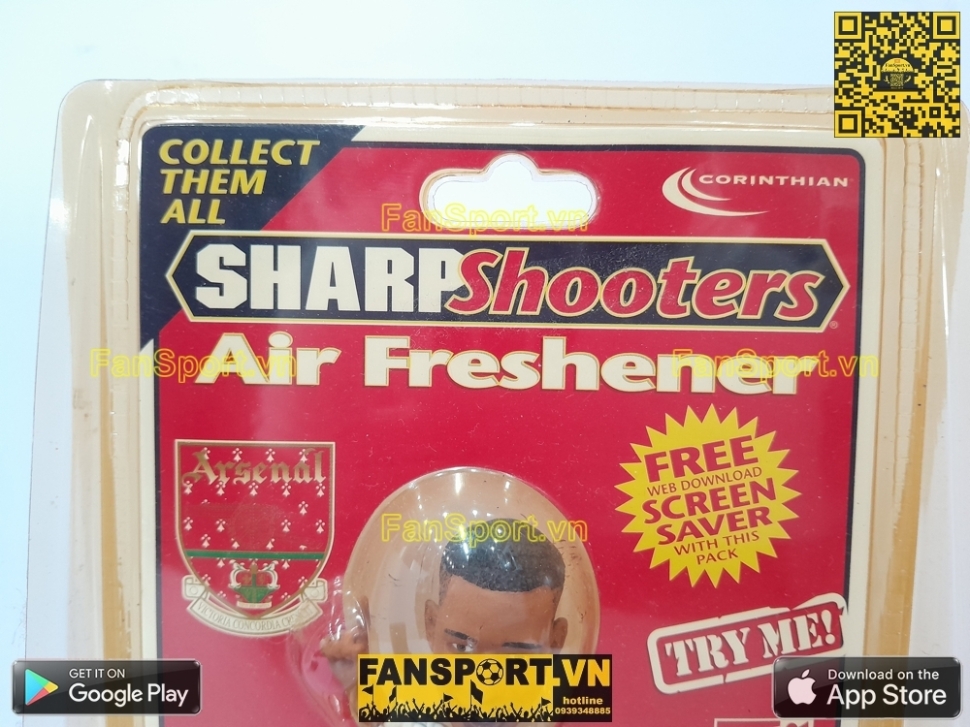 COLLECT
THEM
ALL
CORINTHIAN
FanSport.vn
SHARPShooters®
FanSport.vn
FanSport.vn
Air Freshener
Arsenal
FREE
WEB DOWNLOAD
SCREEN
SAVER
WITH THIS
PACK
FanSport.vn
TRY ME!
GET IT ON
Google Play
FANSPORT.VN
hotline
0939348885
Download on the
App Store